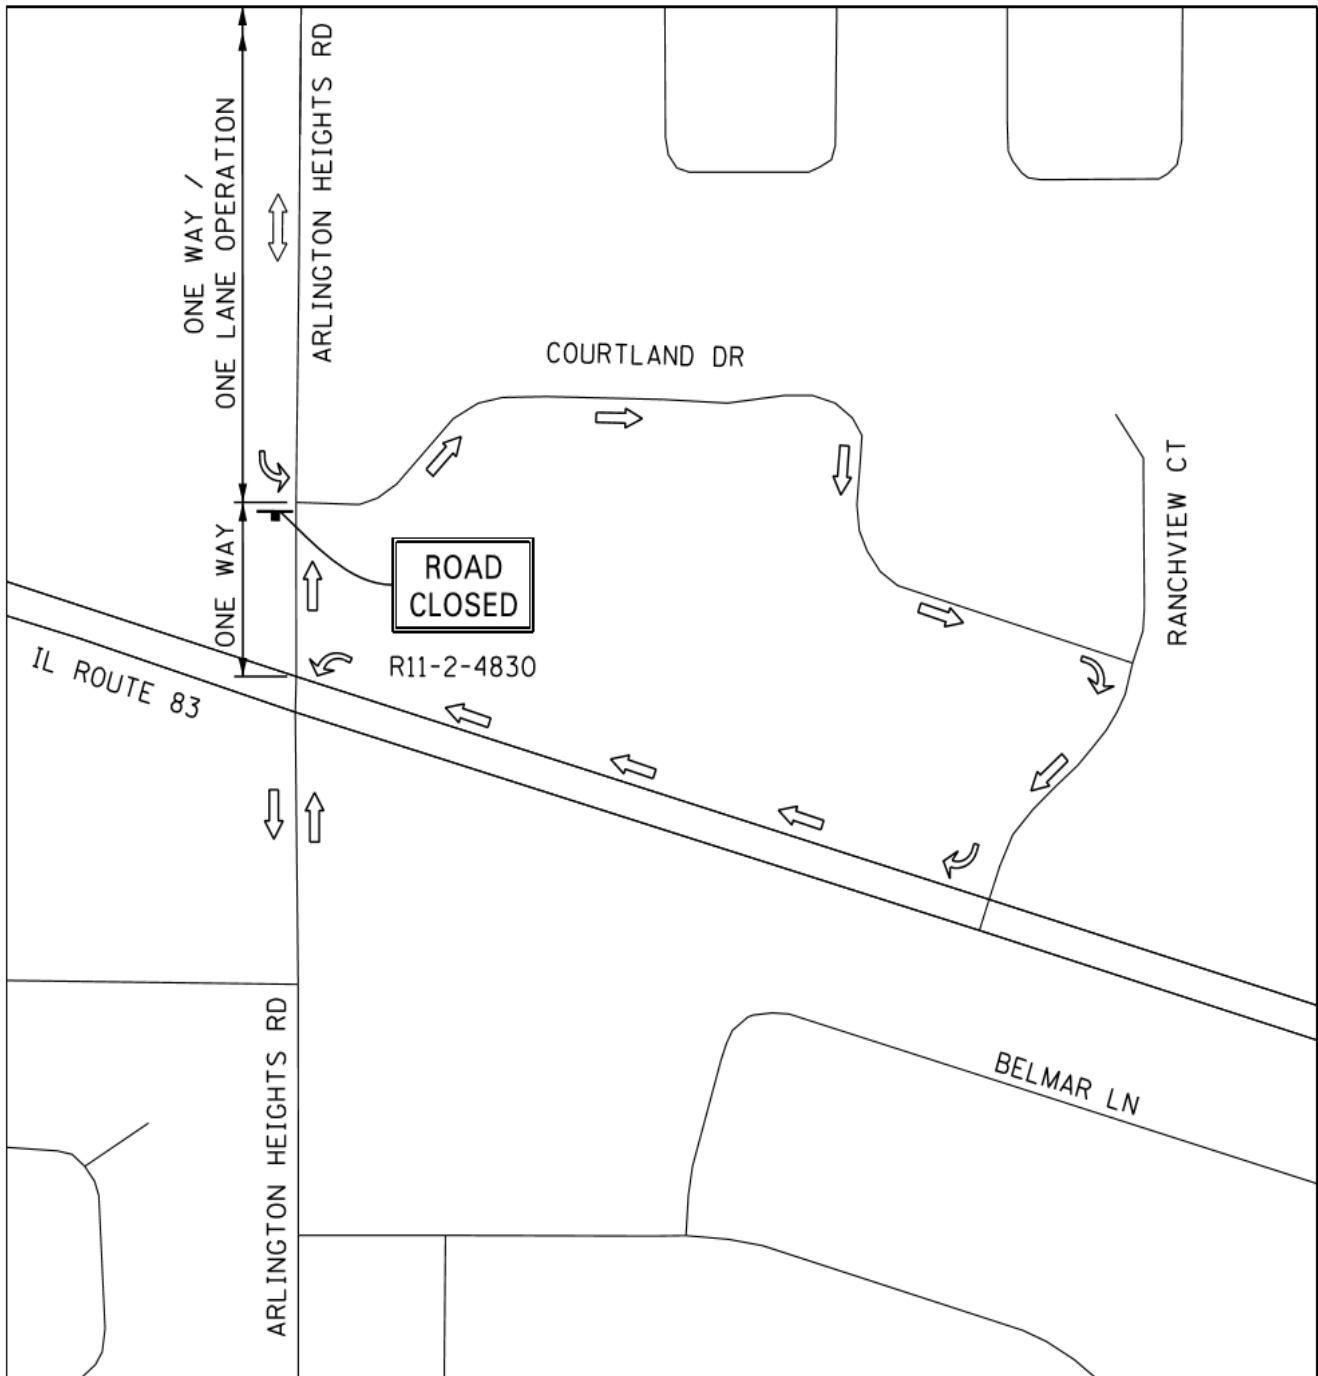 ONE WAY /
ONE LANE OPERATION
ARLINGTON HEIGHTS RD
COURTLAND DR
RANCHVIEW CT
ONE WAY
ROAD
CLOSED
R11-2-4830
IL ROUTE 83
ARLINGTON HEIGHTS RD
BELMAR LN